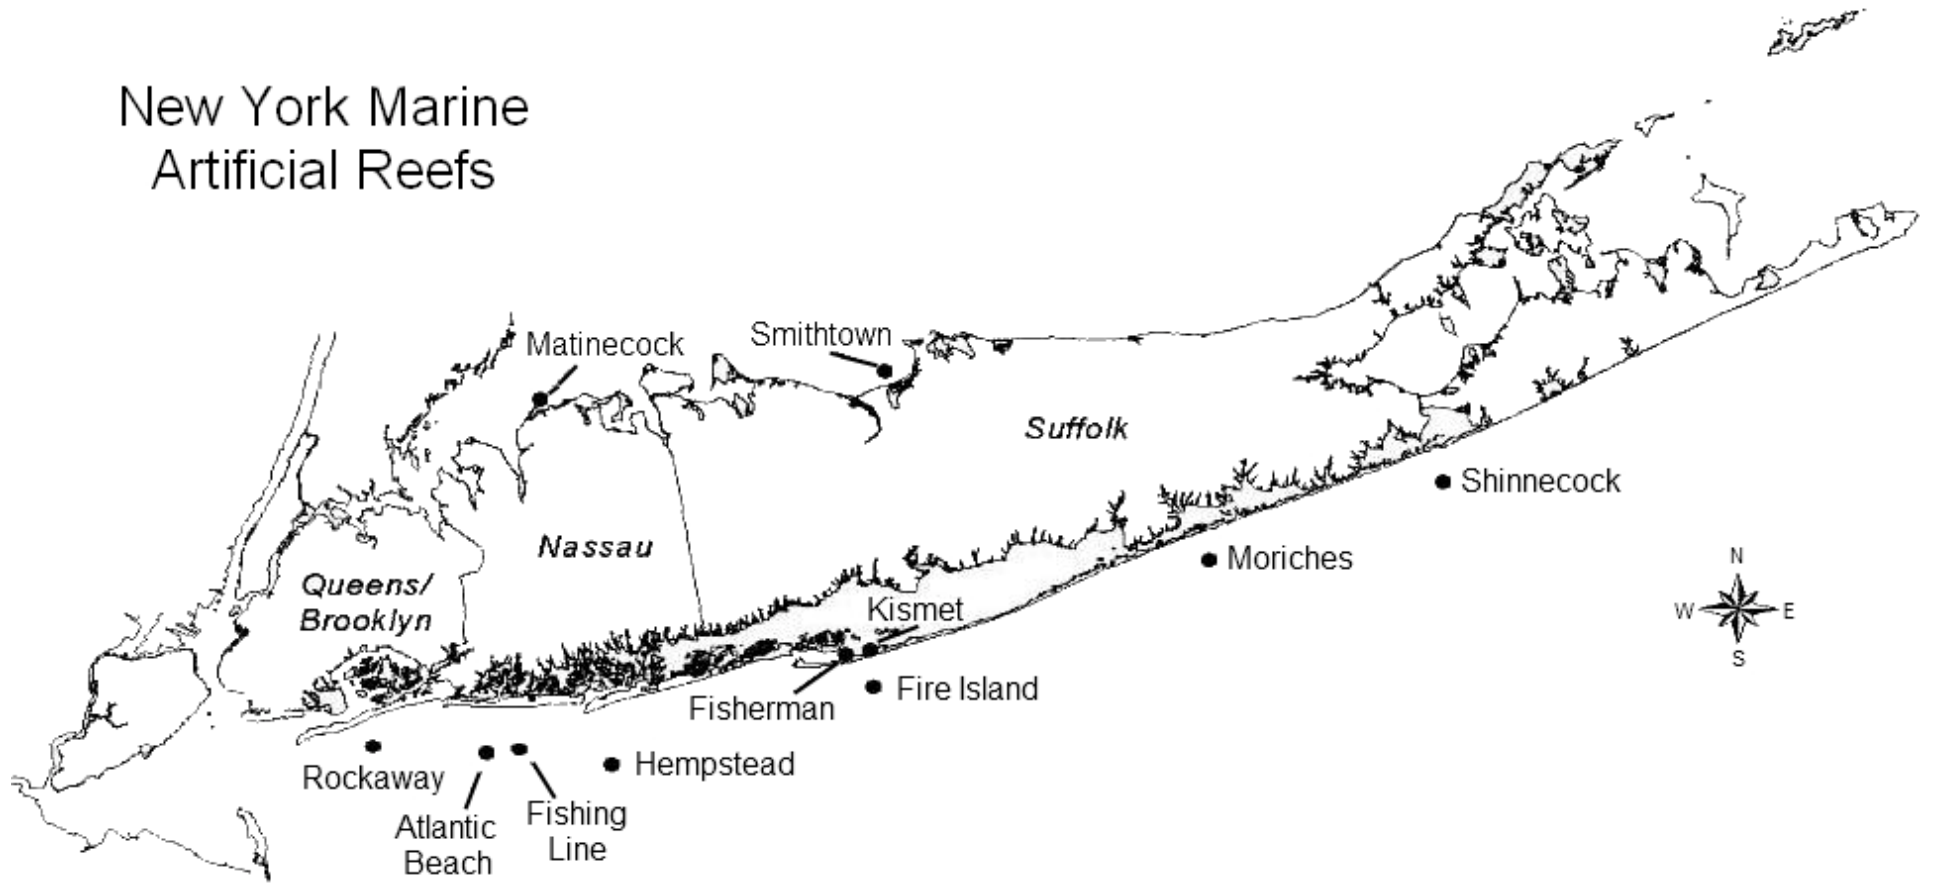 New York Marine
Artificial Reefs
Matinecock
Smithtown
Suffolk
Shinnecock
Nassau
Moriches
N
W
E
S
Queens/
Brooklyn
Kismet
Fire Island
Fisherman
Rockaway
Hempstead
Atlantic
Beach
Fishing
Line